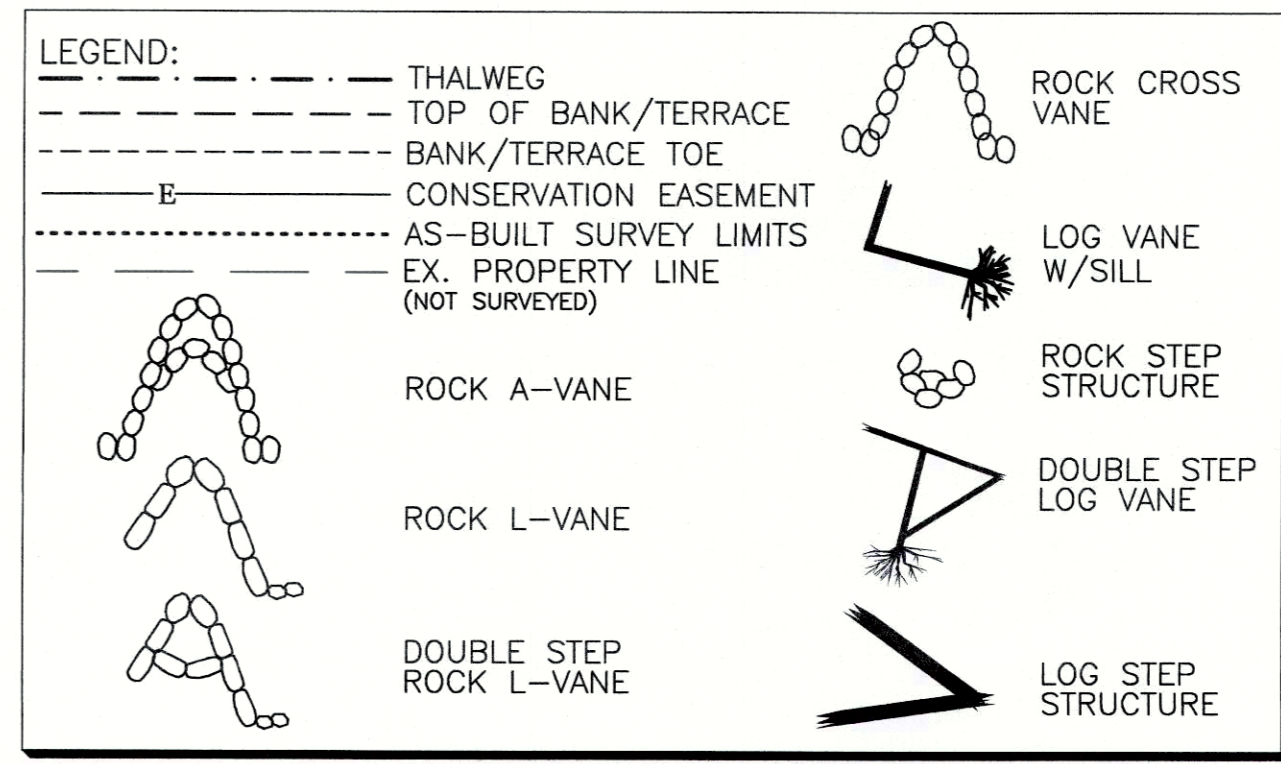 LEGEND:
THALWEG
TOP OF BANK/TERRACE
BANK/TERRACE TOE
E
CONSERVATION EASEMENT
AS-BUILT SURVEY LIMITS
EX. PROPERTY LINE
(NOT SURVEYED)
ROCK A-VANE
ROCK L-VANE
DOUBLE STEP
ROCK L-VANE
ROCK CROSS
VANE
LOG VANE
W/SILL
ROCK STEP
STRUCTURE
DOUBLE STEP
LOG VANE
LOG STEP
STRUCTURE